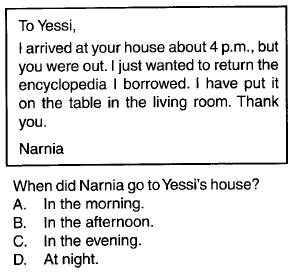 To Yessi,
I arrived at your house about 4 p.m., but
you were out. I just wanted to return the
encyclopedia I borrowed. I have put it
on the table in the living room. Thank
you.
Narnia
When did Narnia go to Yessi's house?
A. In the morning.
B. In the afternoon.
C. In the evening.
D. At night.